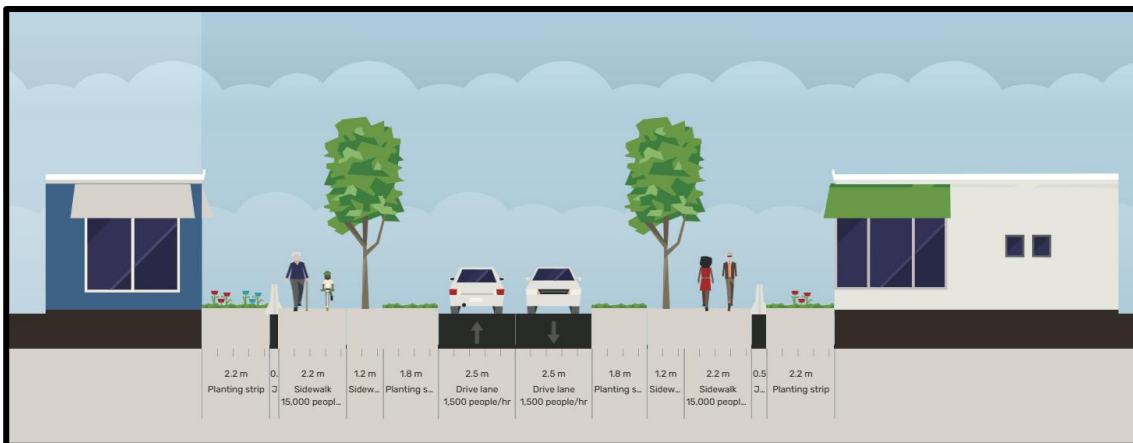 2.2 m
Planting strip
0.
J
2.2 m
Sidewalk
15,000 peopl...
1.2 m
Sidew...
1.8 m
Planting s...
2.5 m
Drive lane
1,500 people/hr
2.5 m
Drive lane
1,500 people/hr
1.8 m
Planting s...
1.2 m
Sidew...
2.2 m
Sidewalk
15,000 peopl...
0.5
J...
2.2 m
Planting strip